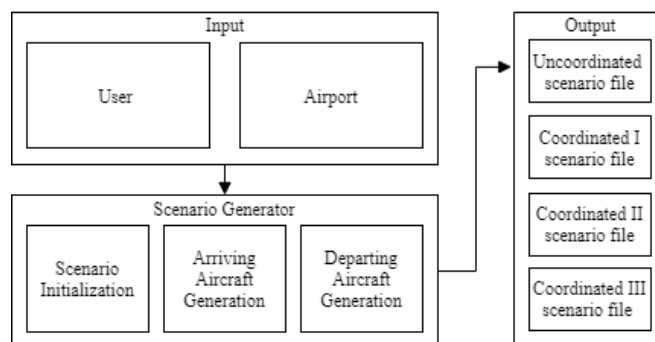 Input
User
Airport
Scenario Generator
Scenario
Initialization
Arriving
Aircraft
Generation
Departing
Aircraft
Generation
Output
Uncoordinated
scenario file
Coordinated I
scenario file
Coordinated II
scenario file
Coordinated III
scenario file